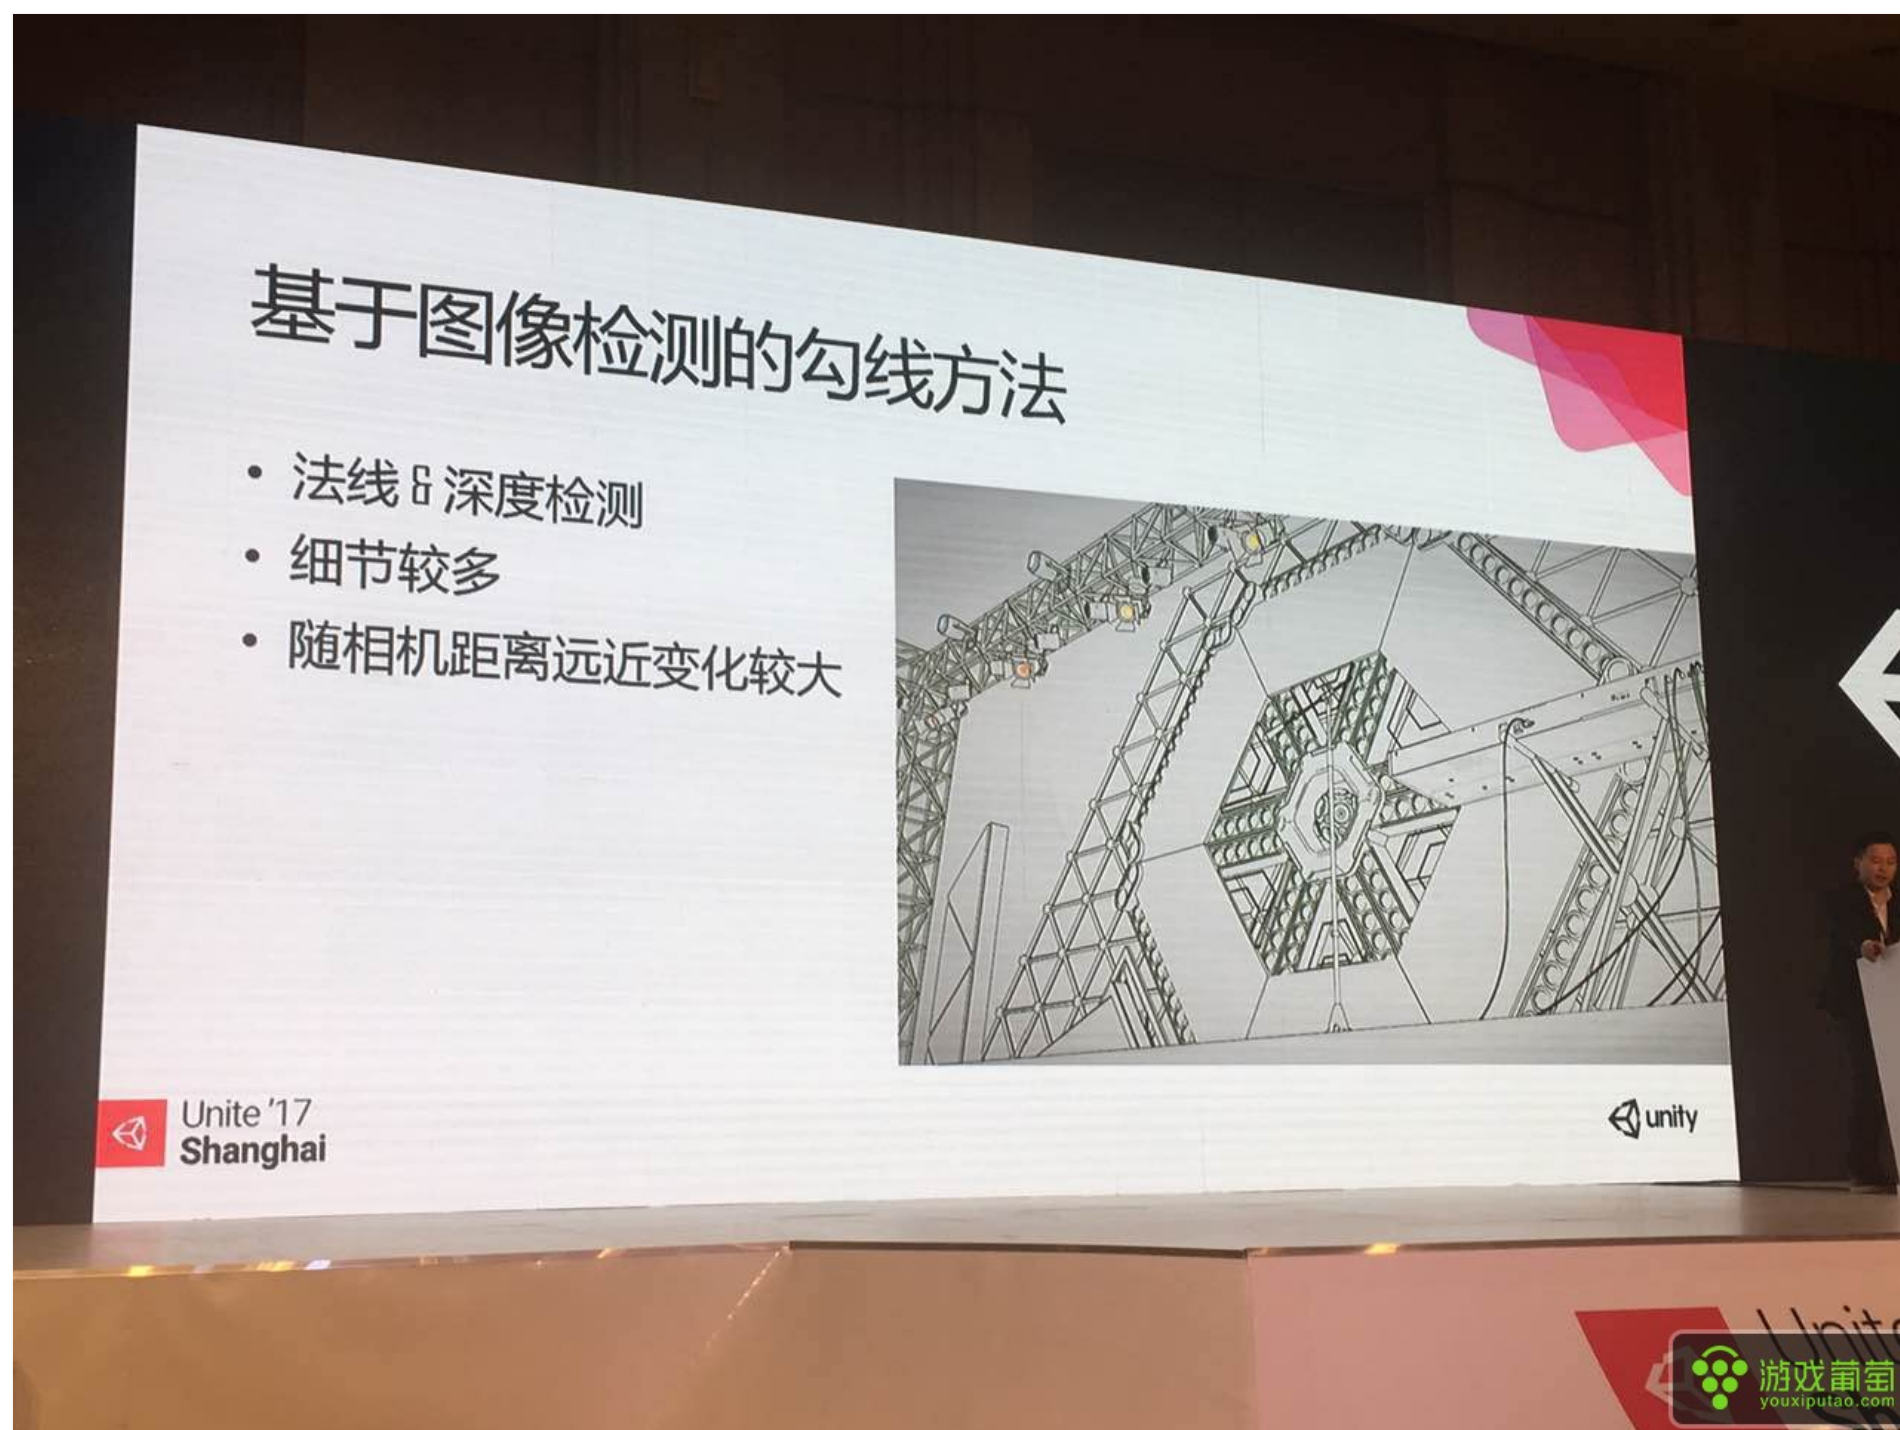 基于图像检测的勾线方法
• 法线 & 深度检测
• 细节较多
• 随相机距离远近变化较大
Unite '17
Shanghai
unity
Unite
游戏葡萄
youxiputao.com